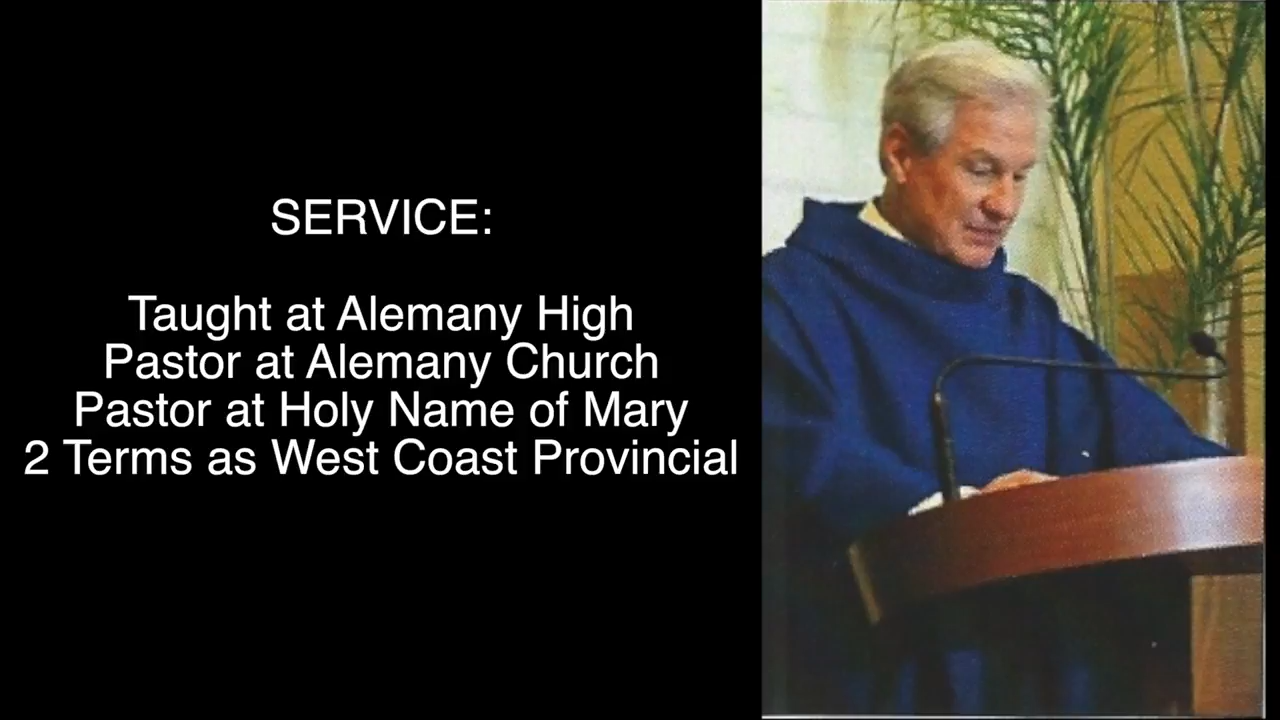 SERVICE:
Taught at Alemany High
Pastor at Alemany Church
Pastor at Holy Name of Mary
2 Terms as West Coast Provincial